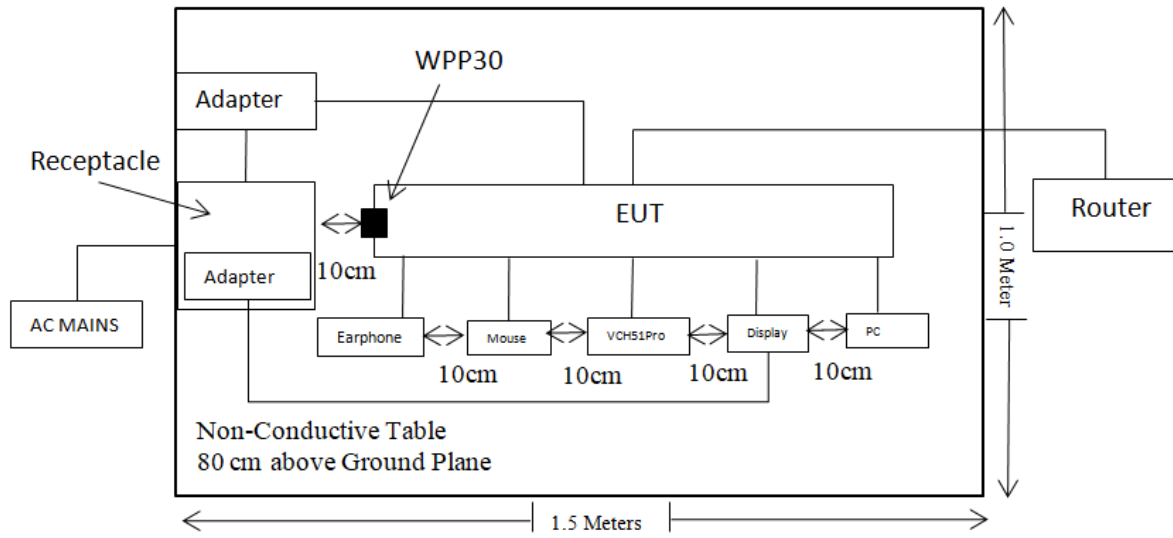 WPP30
Adapter
Receptacle
EUT
Router
10cm
Adapter
1.0 Meter
AC MAINS
Earphone
Mouse
VCH51Pro
Display
PC
10cm
10cm
10cm
10cm
Non-Conductive Table
80 cm above Ground Plane
1.5 Meters